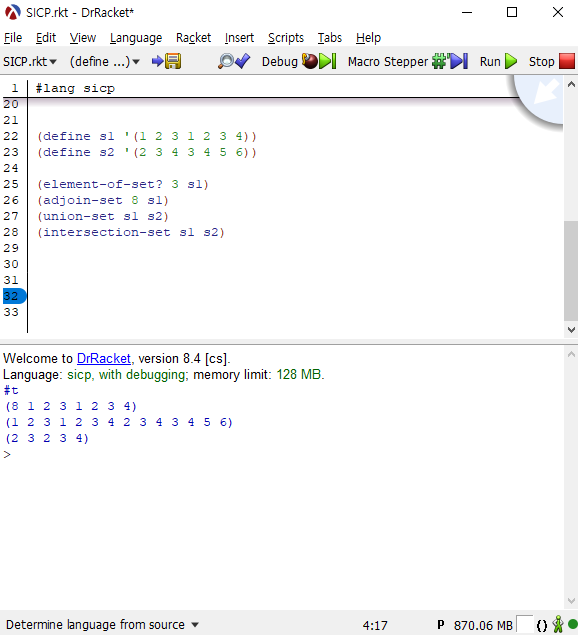 SICP.rkt - DrRacket*
File Edit View Language Racket Insert Scripts Tabs Help
SICP.rkt▾ (define ...)▾ Debug Macro Stepper Run Stop
1 #lang sicp
20
21
22 (define s1 '(1 2 3 1 2 3 4))
23 (define s2 '(2 3 4 3 4 5 6))
24
25 (element-of-set? 3 s1)
26 (adjoin-set 8 s1)
27 (union-set s1 s2)
28 (intersection-set s1 s2)
29
30
31
32
33
Welcome to DrRacket, version 8.4 [cs].
Language: sicp, with debugging; memory limit: 128 MB.
#t
(8 1 2 3 1 2 3 4)
(1 2 3 1 2 3 4 2 3 4 3 4 5 6)
(2 3 2 3 4)
>
Determine language from source ▾ 4:17 P 870.06 MB ()